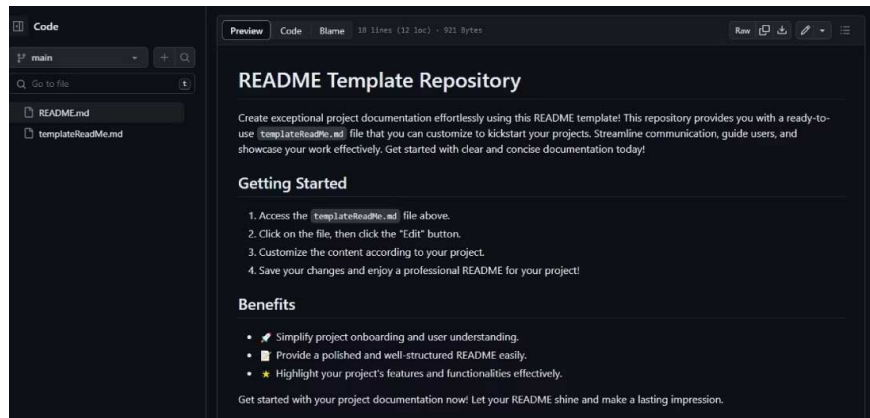 Code
main
Go to file
t
README.md
templateReadMe.md
Preview Code Blame 18 lines (12 loc) · 921 Bytes
Raw
README Template Repository
Create exceptional project documentation effortlessly using this README template! This repository provides you with a ready-to-
use templateReadMe.md file that you can customize to kickstart your projects. Streamline communication, guide users, and
showcase your work effectively. Get started with clear and concise documentation today!
Getting Started
1. Access the templateReadMe.md file above.
2. Click on the file, then click the "Edit" button.
3. Customize the content according to your project.
4. Save your changes and enjoy a professional README for your project!
Benefits
• 🚀 Simplify project onboarding and user understanding.
• 📝 Provide a polished and well-structured README easily.
• ⭐ Highlight your project's features and functionalities effectively.
Get started with your project documentation now! Let your README shine and make a lasting impression.